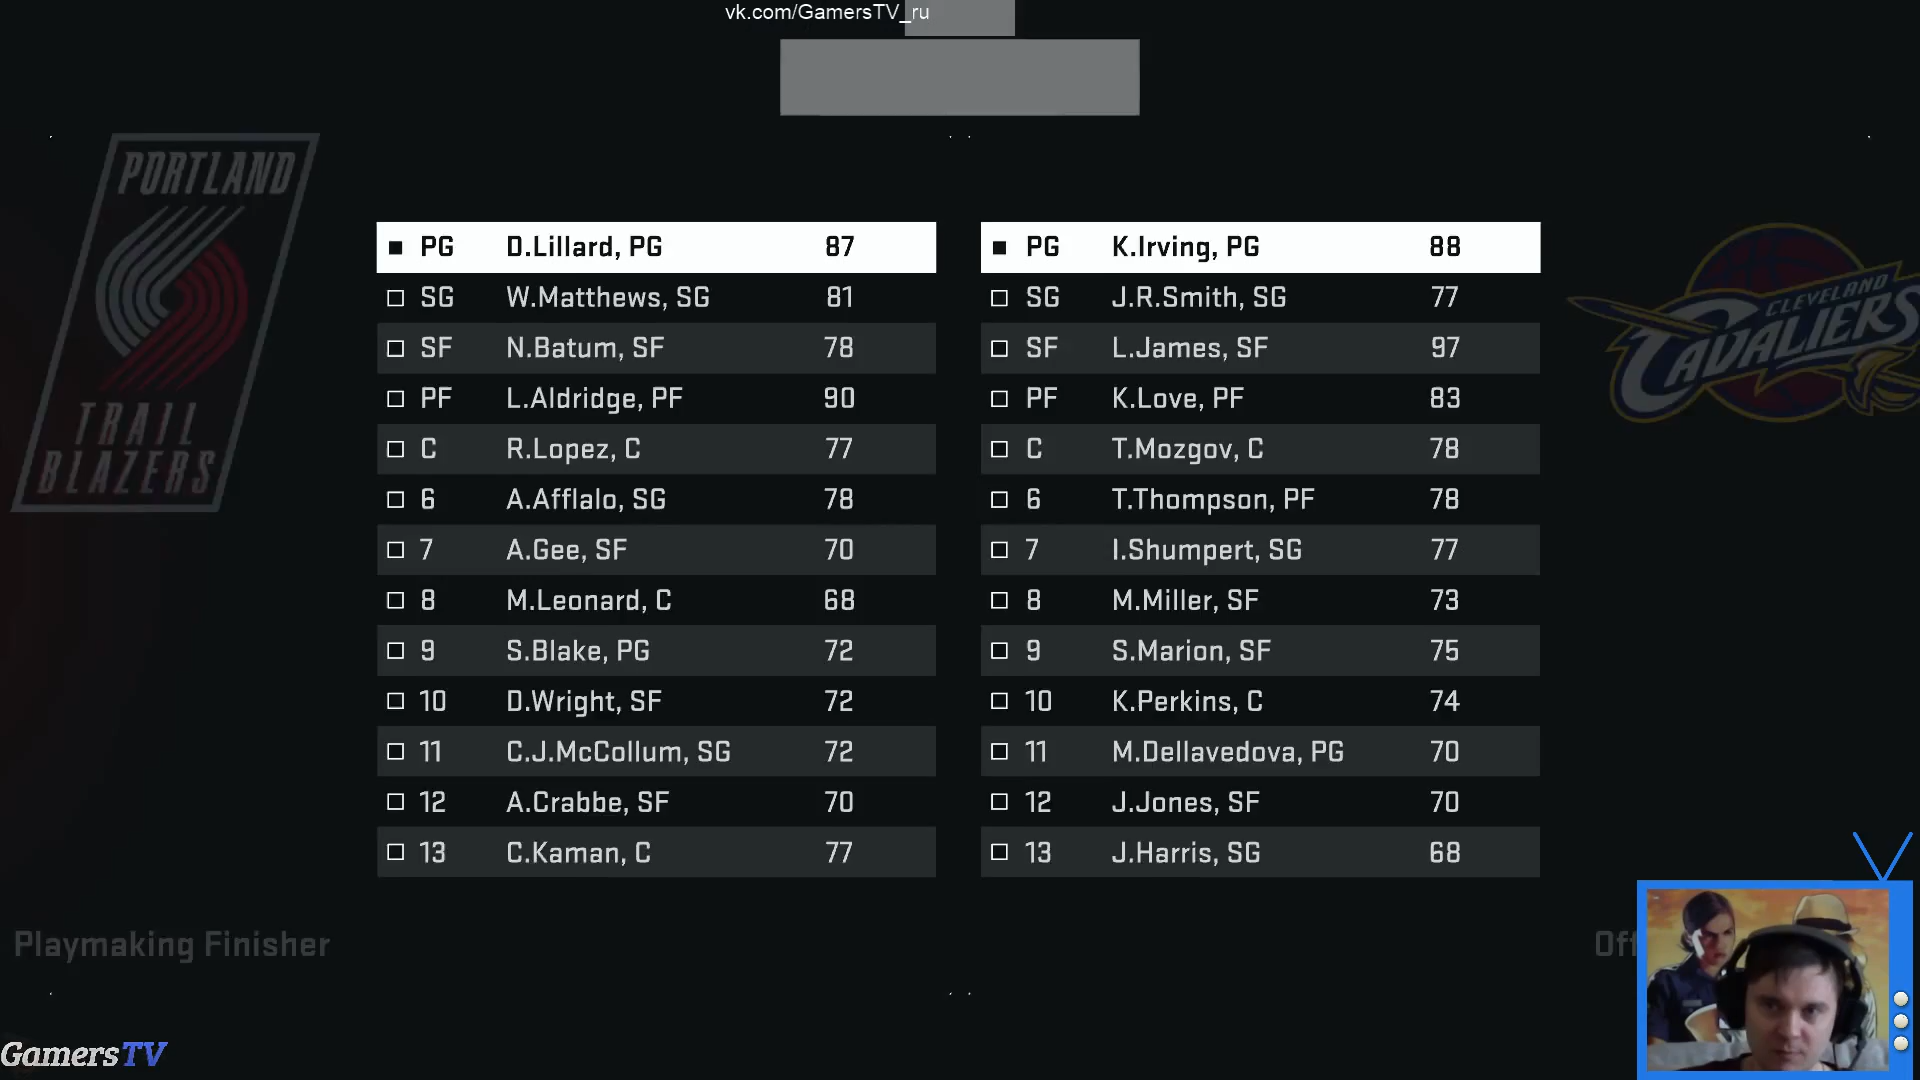 vk.com/GamersTV_ru
PORTLAND
TRAIL
BLAZERS
CLEVELAND
CAVALIERS
PG D.Lillard, PG 87
SG W.Matthews, SG 81
SF N.Batum, SF 78
PF L.Aldridge, PF 90
C R.Lopez, C 77
6 A.Afflalo, SG 78
7 A.Gee, SF 70
8 M.Leonard, C 68
9 S.Blake, PG 72
10 D.Wright, SF 72
11 C.J.McCollum, SG 72
12 A.Crabbe, SF 70
13 C.Kaman, C 77
PG K.Irving, PG 88
SG J.R.Smith, SG 77
SF L.James, SF 97
PF K.Love, PF 83
C T.Mozgov, C 78
6 T.Thompson, PF 78
7 I.Shumpert, SG 77
8 M.Miller, SF 73
9 S.Marion, SF 75
10 K.Perkins, C 74
11 M.Dellavedova, PG 70
12 J.Jones, SF 70
13 J.Harris, SG 68
Playmaking Finisher
GamersTV